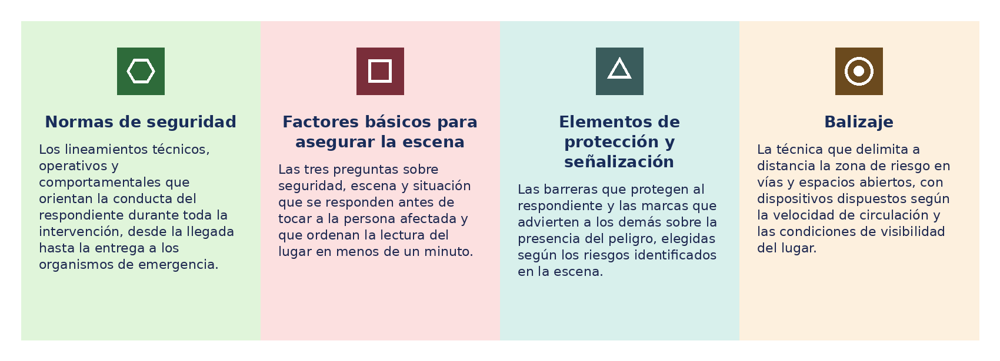 Normas de seguridad
Los lineamientos técnicos,
operativos y
comportamentales que
orientan la conducta del
respondiente durante toda la
intervención, desde la llegada
hasta la entrega a los
organismos de emergencia.
Factores básicos para
asegurar la escena
Las tres preguntas sobre
seguridad, escena y situación
que se responden antes de
tocar a la persona afectada y
que ordenan la lectura del
lugar en menos de un minuto.
Elementos de
protección y
señalización
Las barreras que protegen al
respondiente y las marcas que
advierten a los demás sobre la
presencia del peligro, elegidas
según los riesgos identificados
en la escena.
Balizaje
La técnica que delimita a
distancia la zona de riesgo en
vías y espacios abiertos, con
dispositivos dispuestos según
la velocidad de circulación y
las condiciones de visibilidad
del lugar.